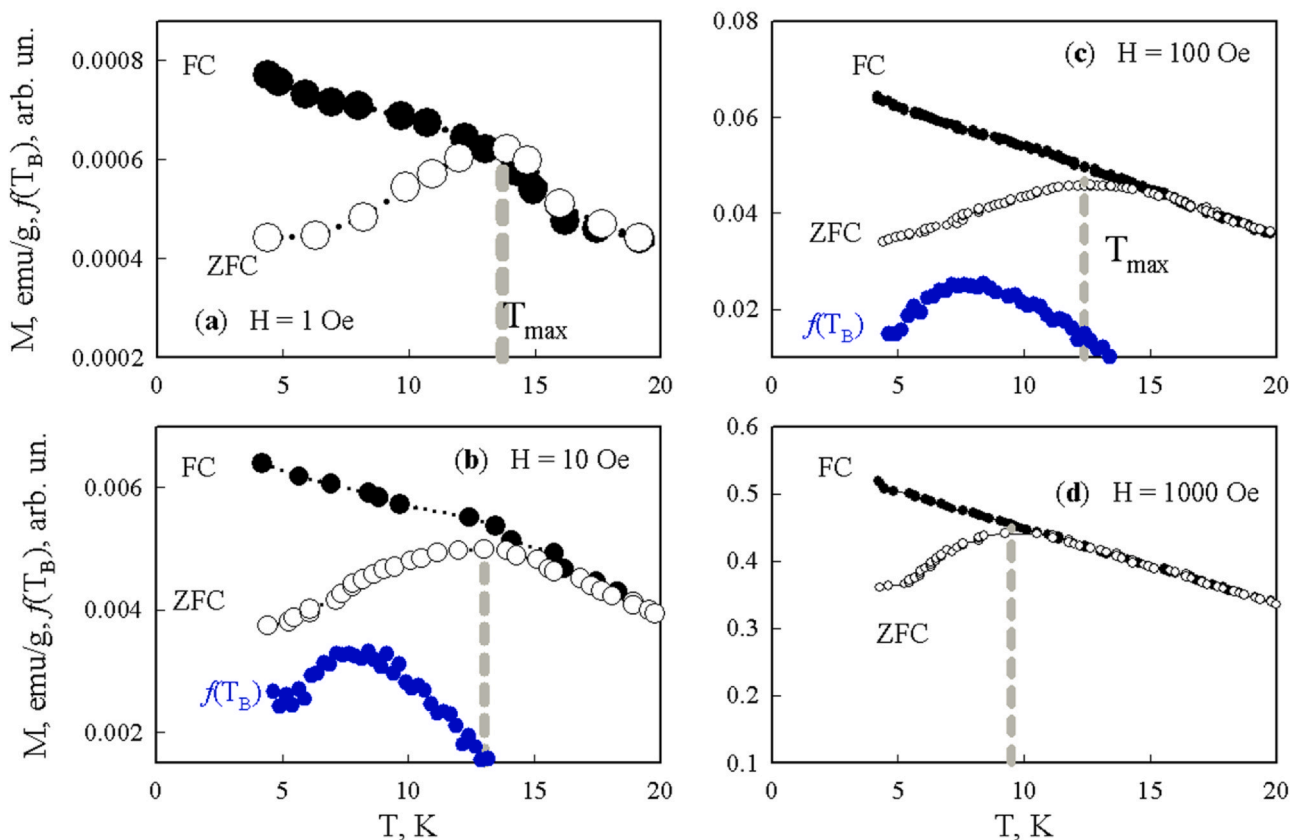 M, emu/g, f(T_B), arb. un.
0.0008
0.0006
0.0004
0.0002
FC
ZFC
(a) H = 1 Oe
T_max
0 5 10 15 20
0.08
0.06
0.04
0.02
(c) H = 100 Oe
FC
ZFC
T_max
f(T_B)
0 5 10 15 20
M, emu/g, f(T_B), arb. un.
0.006
0.004
0.002
FC
(b) H = 10 Oe
ZFC
f(T_B)
0 5 10 15 20
T, K
0.6
0.5
0.4
0.3
0.2
0.1
FC
(d) H = 1000 Oe
ZFC
0 5 10 15 20
T, K